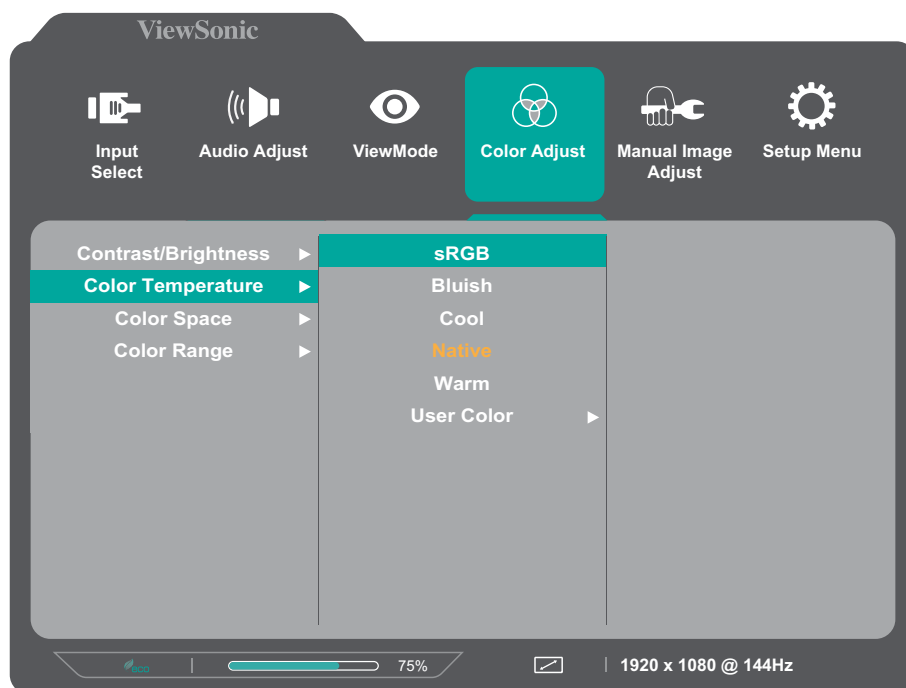 ViewSonic
Input
Select
Audio Adjust
ViewMode
Color Adjust
Manual Image
Adjust
Setup Menu
Contrast/Brightness
Color Temperature
Color Space
Color Range
sRGB
Bluish
Cool
Native
Warm
User Color
eco
75%
1920 x 1080 @ 144Hz